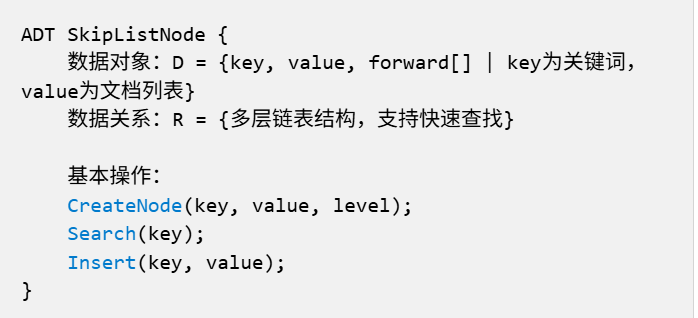 ADT SkipListNode {
数据对象：D = {key, value, forward[] | key为关键词，
value为文档列表}
数据关系：R = {多层链表结构，支持快速查找}
基本操作：
CreateNode(key, value, level);
Search(key);
Insert(key, value);
}